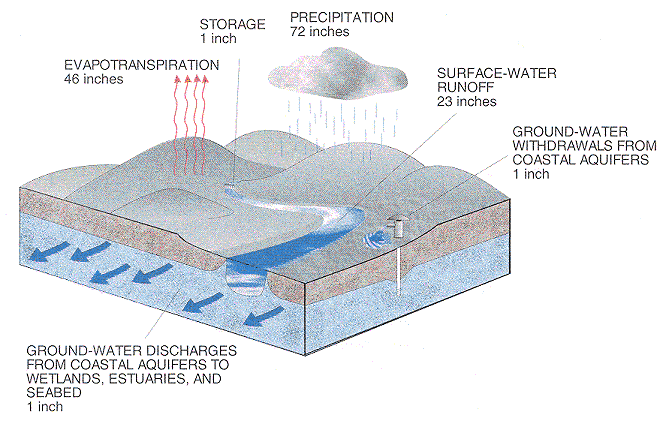 STORAGE
1 inch
PRECIPITATION
72 inches
EVAPOTRANSPIRATION
46 inches
SURFACE-WATER
RUNOFF
23 inches
GROUND-WATER
WITHDRAWALS FROM
COASTAL AQUIFERS
1 inch
GROUND-WATER DISCHARGES
FROM COASTAL AQUIFERS TO
WETLANDS, ESTUARIES, AND
SEABED
1 inch